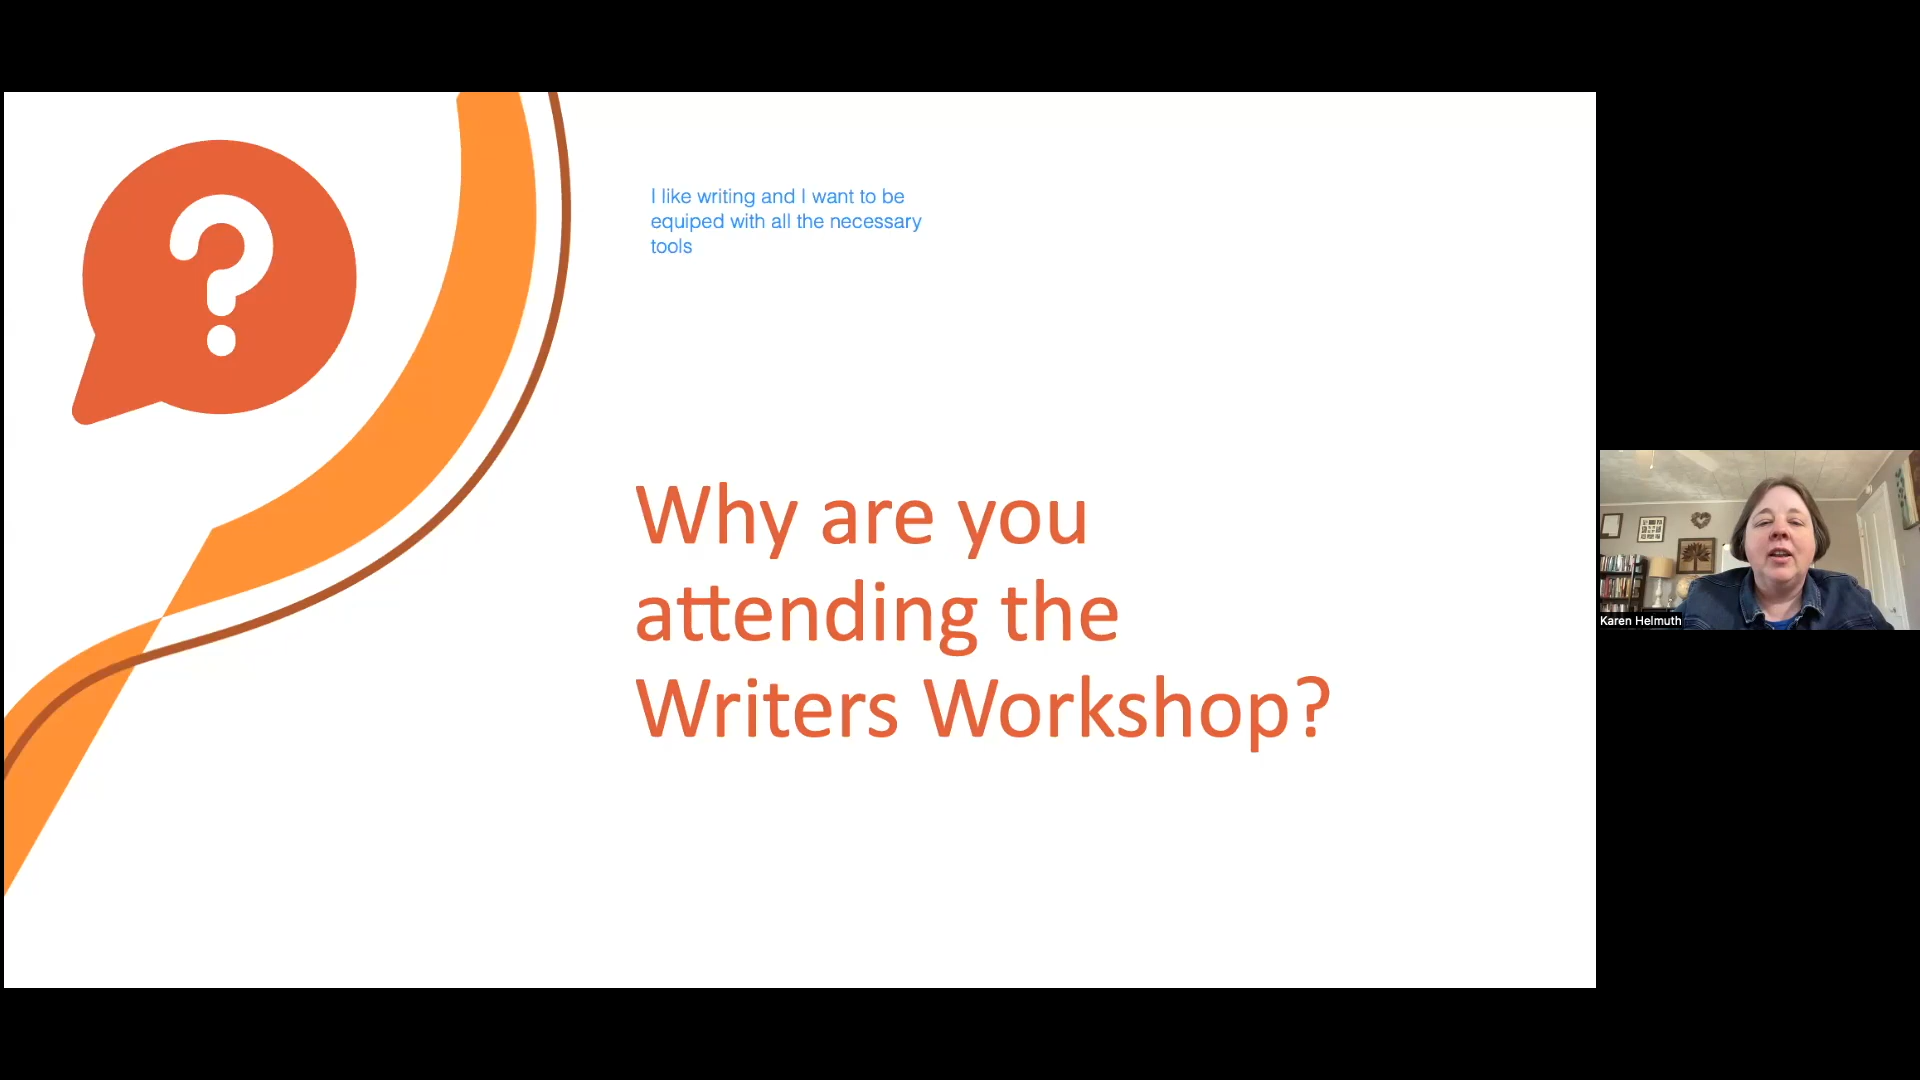 I like writing and I want to be
equiped with all the necessary
tools
Why are you
attending the
Writers Workshop?
Karen Helmuth